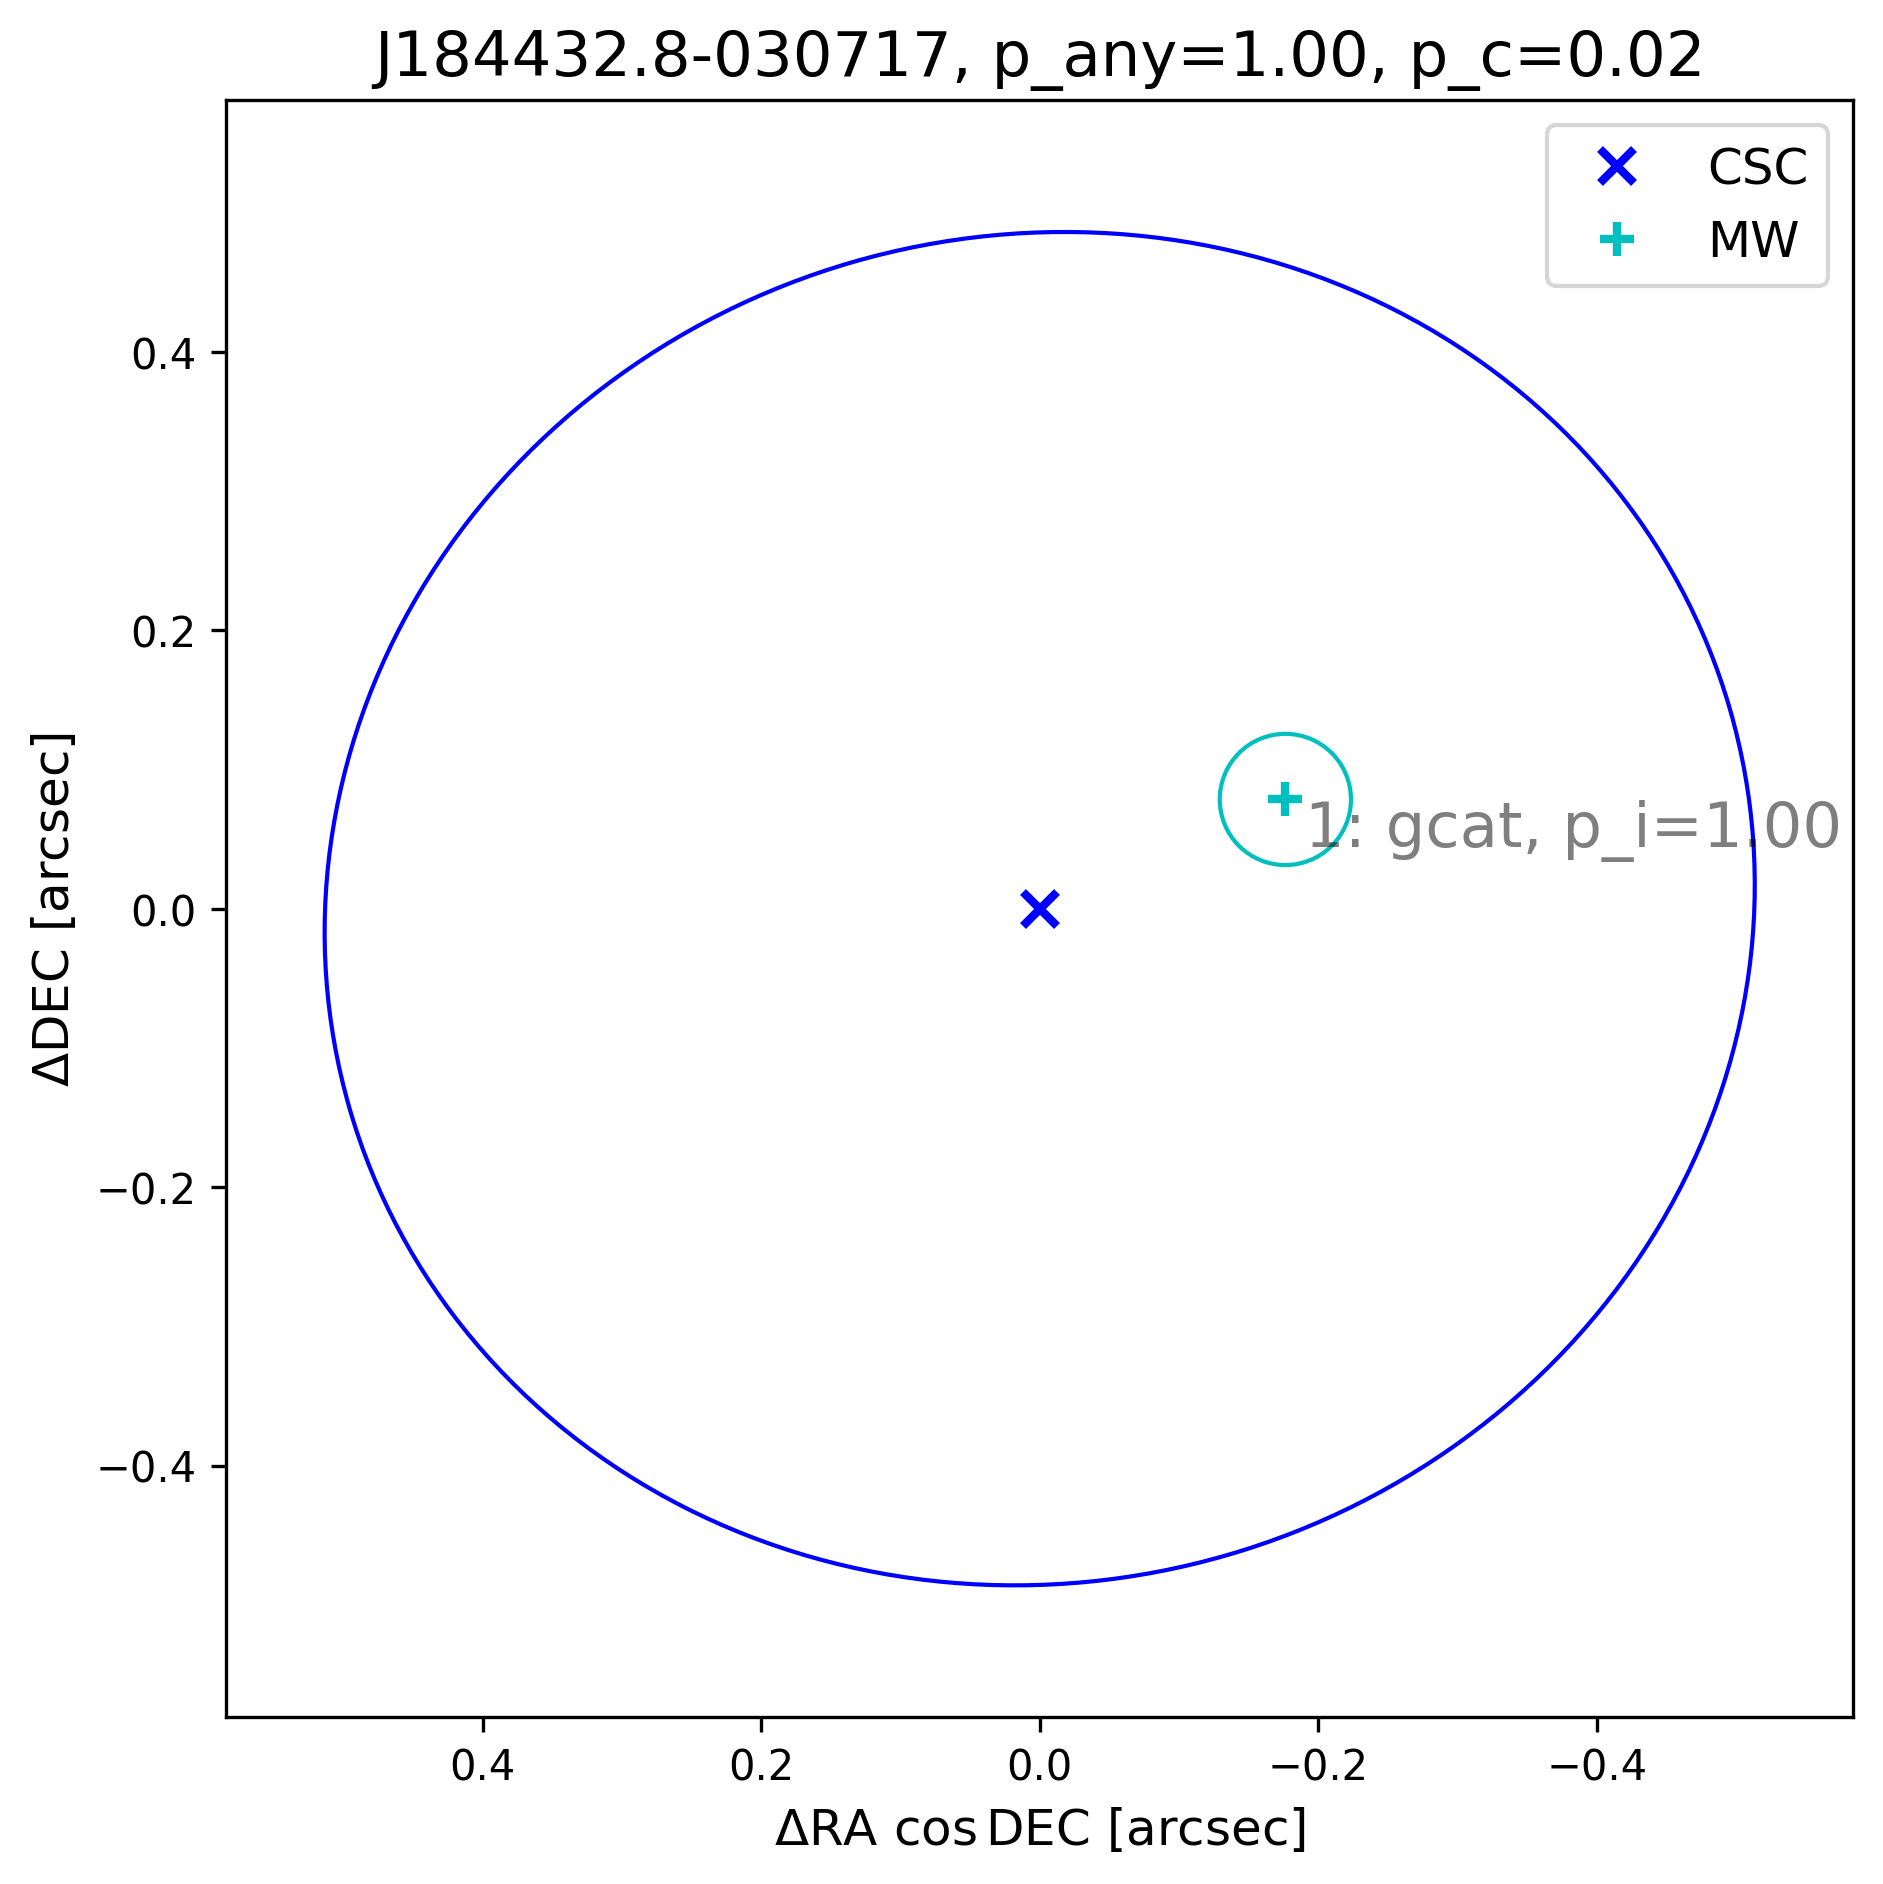 J184432.8-030717, p_any=1.00, p_c=0.02
CSC
MW
0.4
0.2
0.0
−0.2
−0.4
ΔDEC [arcsec]
1: gcat, p_i=1.00
0.4
0.2
0.0
−0.2
−0.4
ΔRA cos DEC [arcsec]